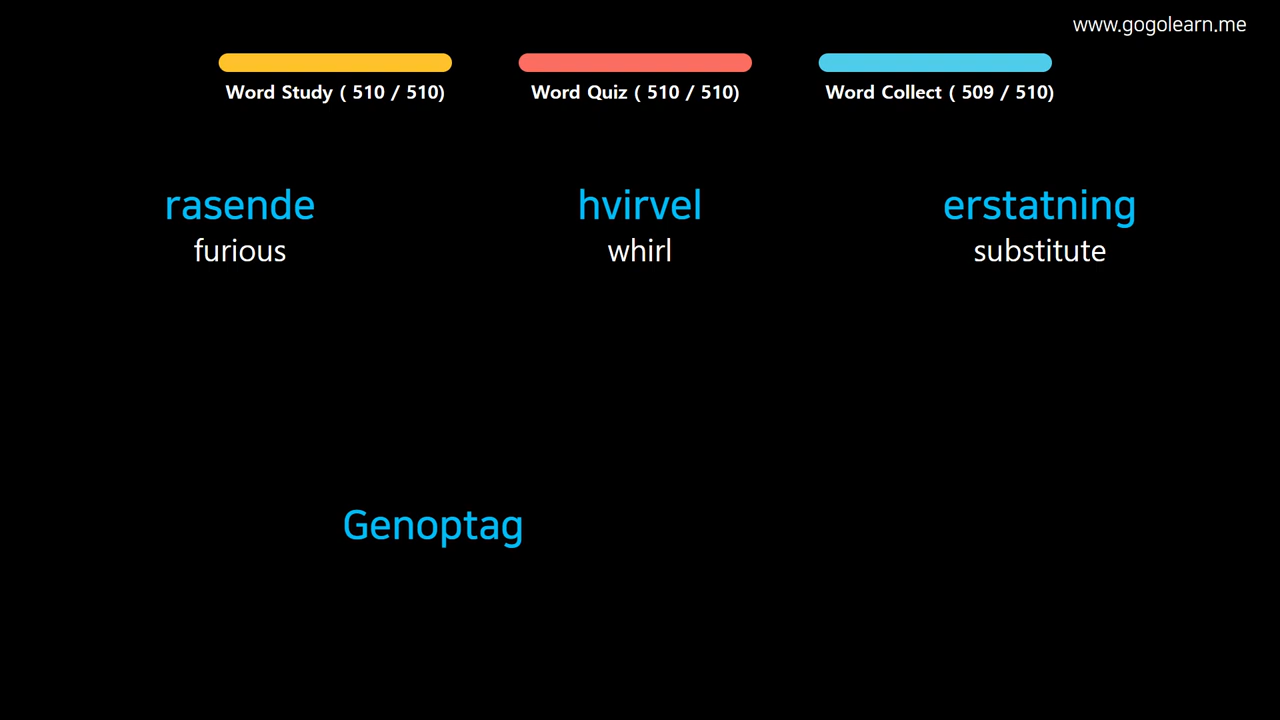 www.gogolearn.me
Word Study ( 510 / 510)
Word Quiz ( 510 / 510)
Word Collect ( 509 / 510)
rasende
hvirvel
erstatning
furious
whirl
substitute
Genoptag